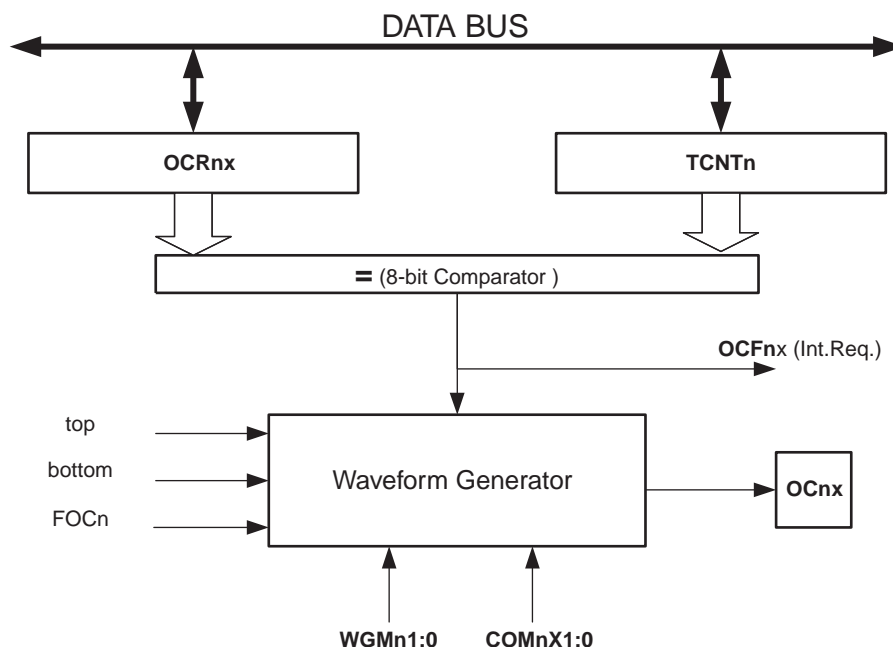 DATA BUS
OCRnx
TCNTn
= (8-bit Comparator )
OCFnx (Int.Req.)
top
bottom
FOCn
Waveform Generator
OCnx
WGMn1:0
COMnX1:0